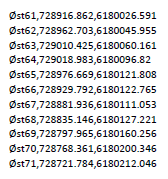 Øst61,728916.862,6180026.591
Øst62,728962.703,6180045.955
Øst63,729010.425,6180060.161
Øst64,729018.983,6180096.82
Øst65,728976.669,6180121.808
Øst66,728929.792,6180122.765
Øst67,728881.936,6180111.053
Øst68,728835.146,6180127.221
Øst69,728797.965,6180160.256
Øst70,728768.361,6180200.346
Øst71,728721.784,6180212.046